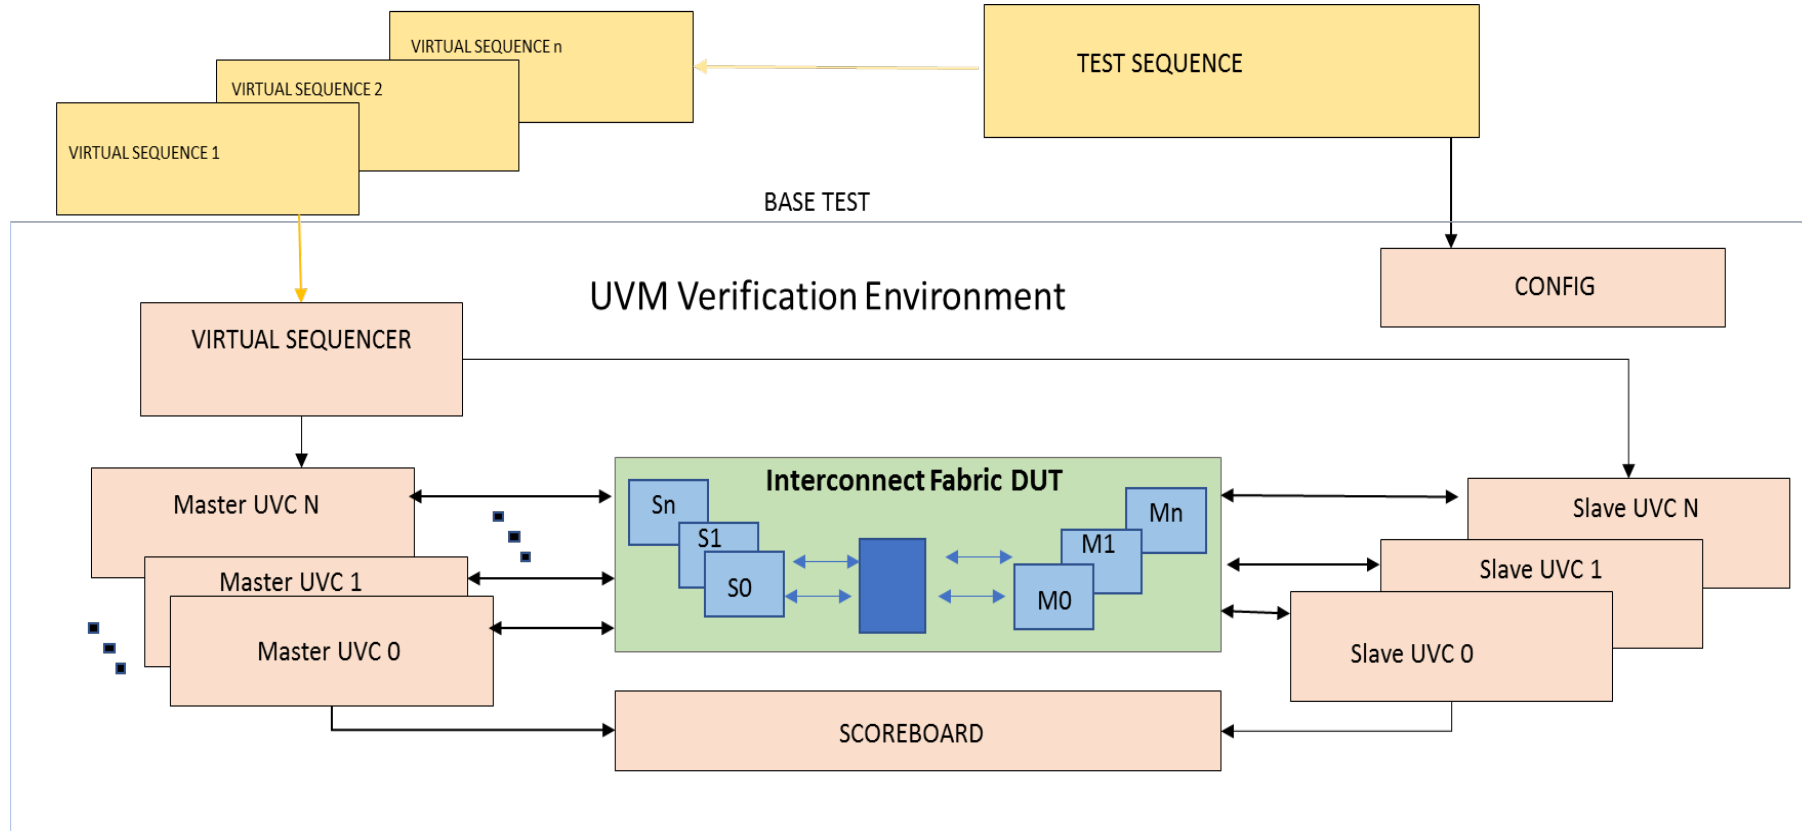 VIRTUAL SEQUENCE n
TEST SEQUENCE
VIRTUAL SEQUENCE 2
VIRTUAL SEQUENCE 1
BASE TEST
UVM Verification Environment
CONFIG
VIRTUAL SEQUENCER
Interconnect Fabric DUT
Master UVC N
Sn
Mn
Slave UVC N
S1
M1
Master UVC 1
Slave UVC 1
S0
M0
Master UVC 0
Slave UVC 0
SCOREBOARD